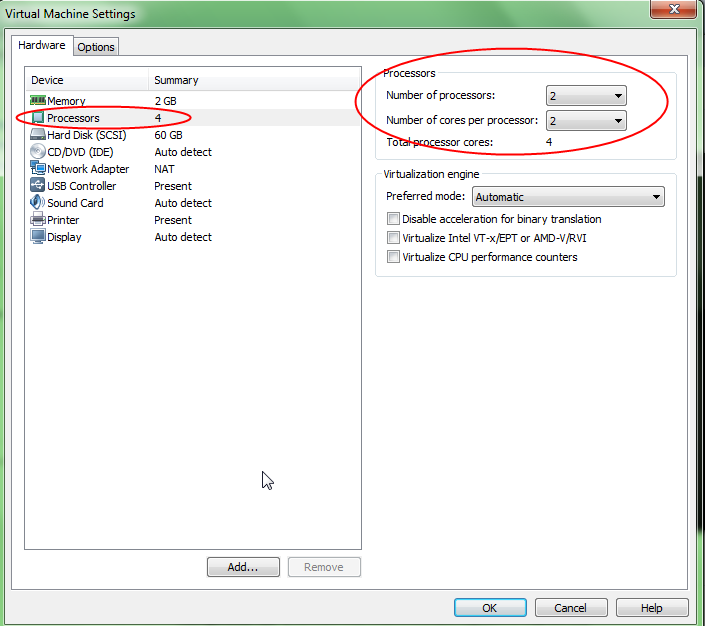 Virtual Machine Settings
Hardware Options
Device Summary
Memory 2 GB
Processors 4
Hard Disk (SCSI) 60 GB
CD/DVD (IDE) Auto detect
Network Adapter NAT
USB Controller Present
Sound Card Auto detect
Printer Present
Display Auto detect
Add... Remove
Processors
Number of processors: 2
Number of cores per processor: 2
Total processor cores: 4
Virtualization engine
Preferred mode: Automatic
Disable acceleration for binary translation
Virtualize Intel VT-x/EPT or AMD-V/RVI
Virtualize CPU performance counters
OK Cancel Help